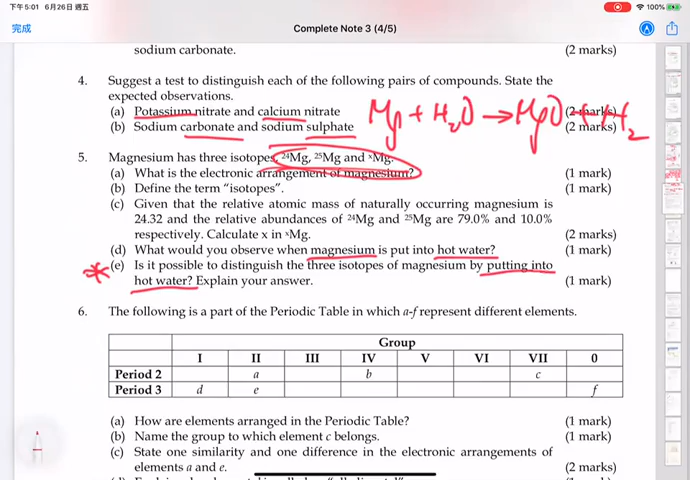 下午5:01 6月26日 週五 100%
完成 Complete Note 3 (4/5)
sodium carbonate. (2 marks)
4. Suggest a test to distinguish each of the following pairs of compounds. State the
expected observations.
(a) Potassium nitrate and calcium nitrate (2 marks)
(b) Sodium carbonate and sodium sulphate (2 marks)
Mg + H₂O → MgO + H₂
5. Magnesium has three isotopes, ²⁴Mg, ²⁵Mg and ˣMg.
(a) What is the electronic arrangement of magnesium? (1 mark)
(b) Define the term “isotopes”. (1 mark)
(c) Given that the relative atomic mass of naturally occurring magnesium is
24.32 and the relative abundances of ²⁴Mg and ²⁵Mg are 79.0% and 10.0%
respectively. Calculate x in ˣMg. (2 marks)
(d) What would you observe when magnesium is put into hot water? (1 mark)
* (e) Is it possible to distinguish the three isotopes of magnesium by putting into
hot water? Explain your answer. (1 mark)
6. The following is a part of the Periodic Table in which a-f represent different elements.
Group
I II III IV V VI VII 0
Period 2 a b c
Period 3 d e f
(a) How are elements arranged in the Periodic Table? (1 mark)
(b) Name the group to which element c belongs. (1 mark)
(c) State one similarity and one difference in the electronic arrangements of
elements a and e. (2 marks)